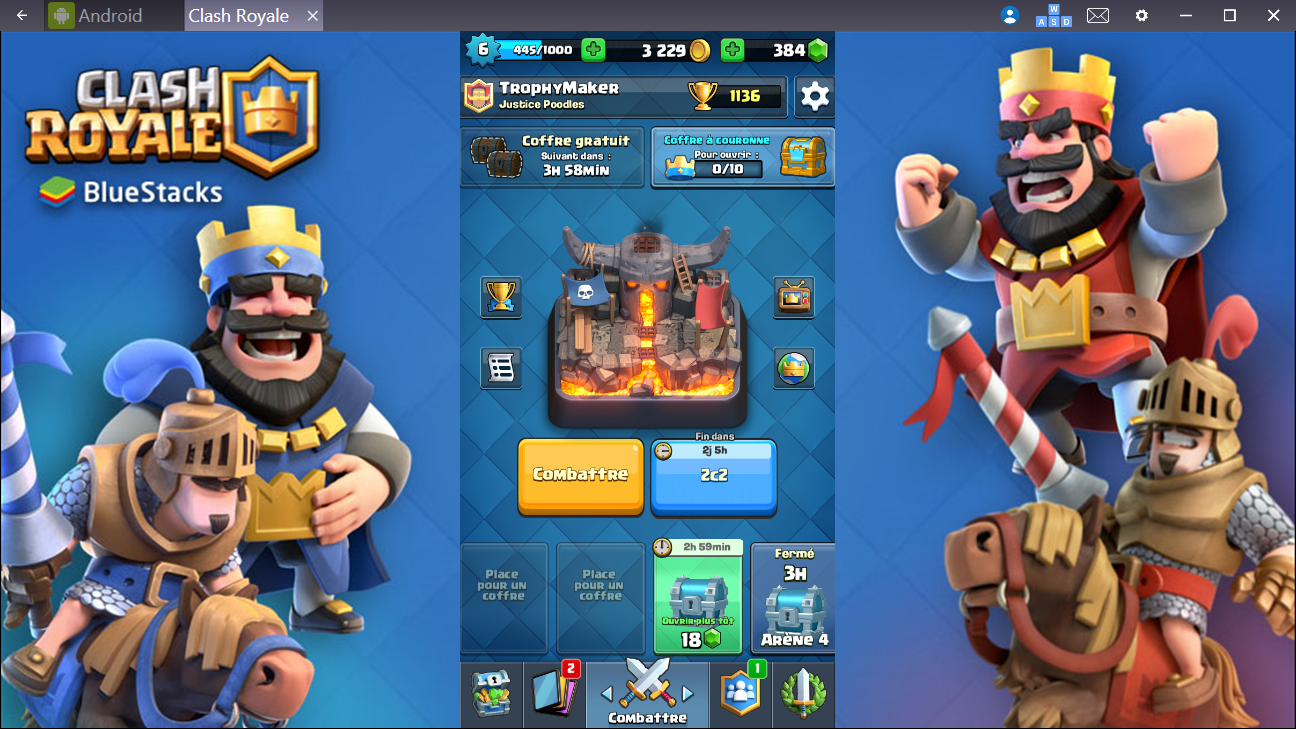 Android
Clash Royale
W
A S D
CLASH
ROYALE
BlueStacks
6
445/1000
3 229
384
TrophyMaker
Justice Poodles
1136
Coffre gratuit
Suivant dans :
3h 58min
Coffre à couronne
Pour ouvrir :
0/10
Combattre
Fin dans
2j 5h
2c2
Place
pour un
coffre
Place
pour un
coffre
2h 59min
Ouvrir plus tôt
18
Fermé
3h
Arène 4
2
Combattre
1